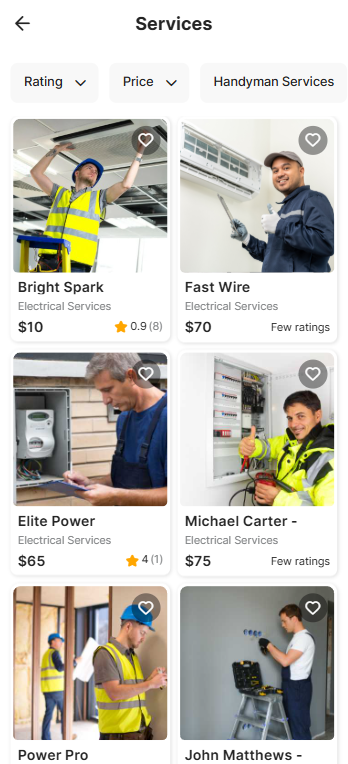 Services
Rating Price Handyman Services
Bright Spark
Electrical Services
$10 0.9 (8)
Fast Wire
Electrical Services
$70 Few ratings
Elite Power
Electrical Services
$65 4 (1)
Michael Carter -
Electrical Services
$75 Few ratings
Power Pro
John Matthews -